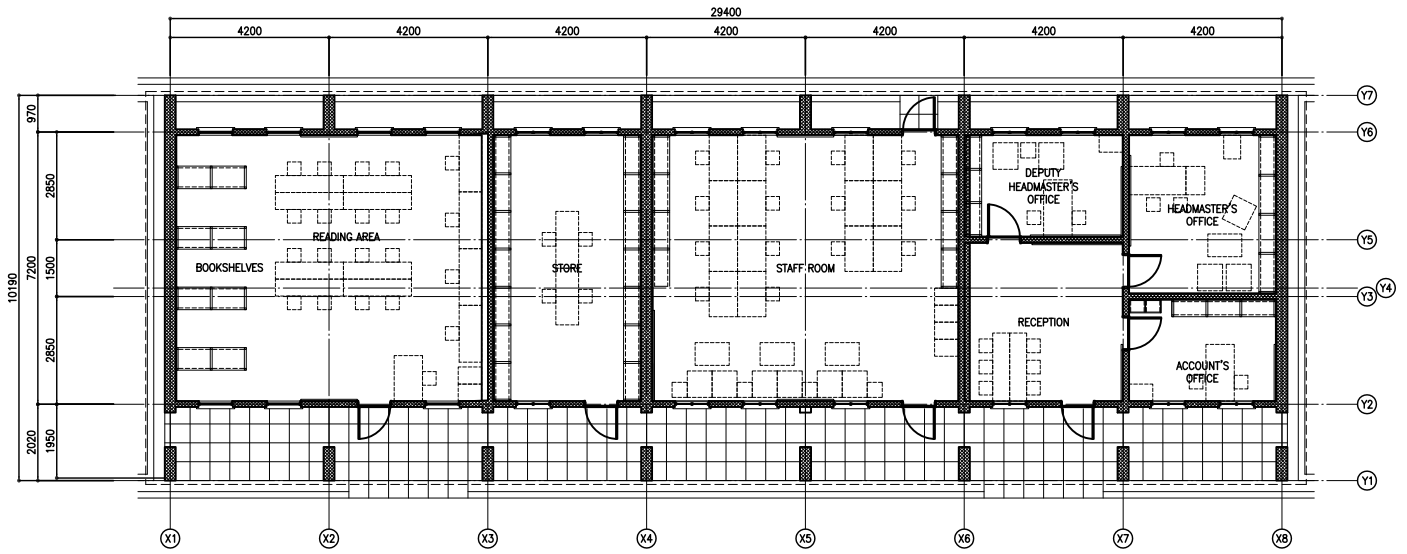 29400
4200 4200 4200 4200 4200 4200 4200
10190
970
7200
2020
2850
1500
2850
1950
Y7
Y6
Y5
Y4
Y3
Y2
Y1
READING AREA
BOOKSHELVES
STORE
STAFF ROOM
DEPUTY
HEADMASTER'S
OFFICE
HEADMASTER'S
OFFICE
RECEPTION
ACCOUNT'S
OFFICE
X1 X2 X3 X4 X5 X6 X7 X8